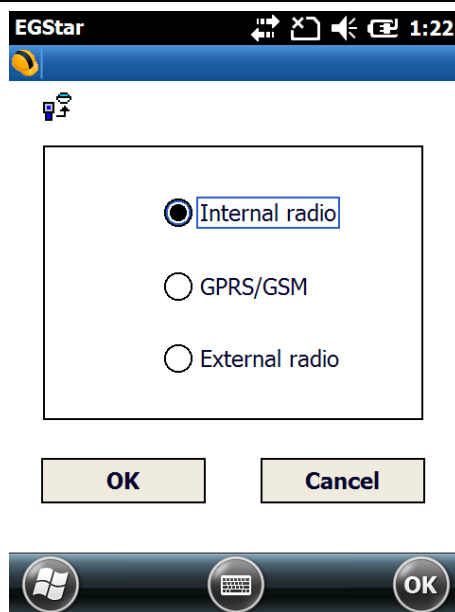 EGStar 1:22
Internal radio
GPRS/GSM
External radio
OK Cancel
OK